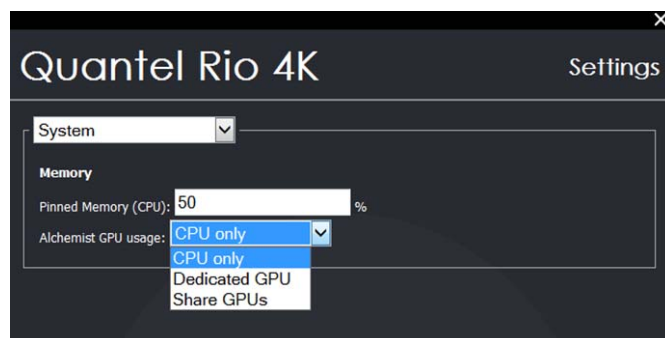 Quantel Rio 4K
Settings
System
Memory
Pinned Memory (CPU): 50 %
Alchemist GPU usage: CPU only
CPU only
Dedicated GPU
Share GPUs